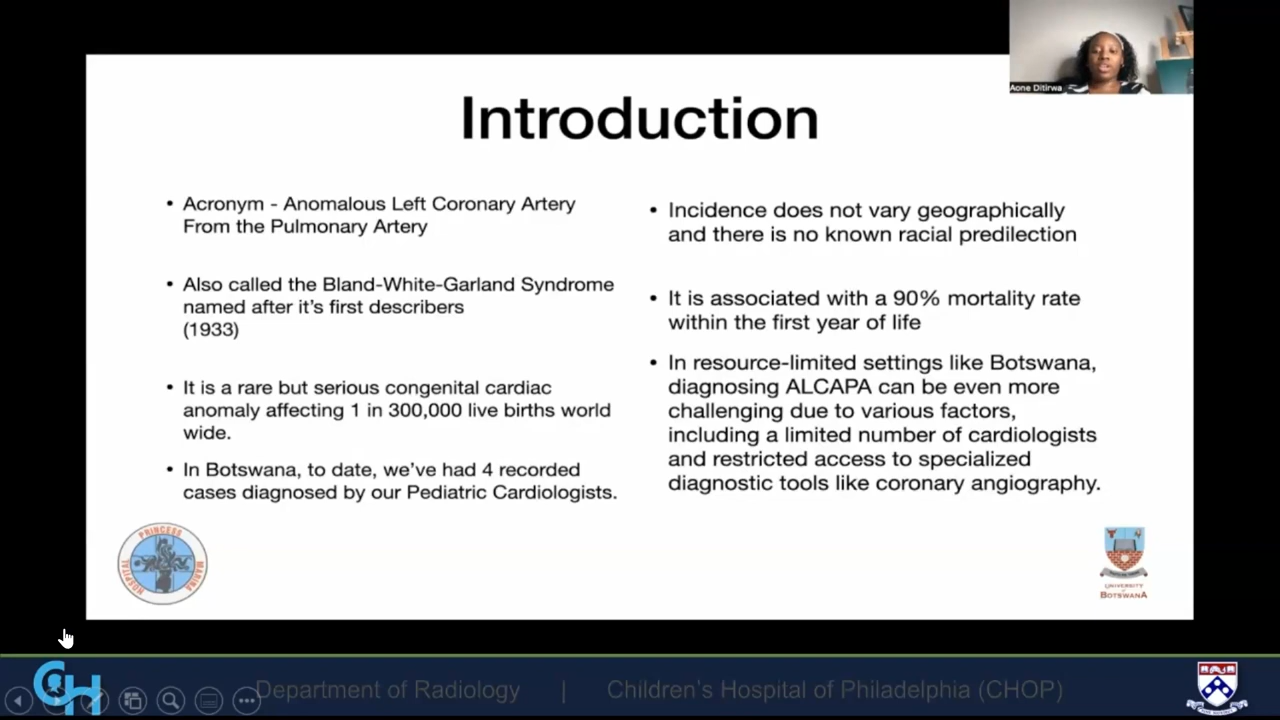 Aone Ditirwa
Introduction
• Acronym - Anomalous Left Coronary Artery
From the Pulmonary Artery
• Also called the Bland-White-Garland Syndrome
named after it's first describers
(1933)
• It is a rare but serious congenital cardiac
anomaly affecting 1 in 300,000 live births world
wide.
• In Botswana, to date, we've had 4 recorded
cases diagnosed by our Pediatric Cardiologists.
• Incidence does not vary geographically
and there is no known racial predilection
• It is associated with a 90% mortality rate
within the first year of life
• In resource-limited settings like Botswana,
diagnosing ALCAPA can be even more
challenging due to various factors,
including a limited number of cardiologists
and restricted access to specialized
diagnostic tools like coronary angiography.
PRINCESS
MARINA
HOSPITAL
UNIVERSITY
OF
BOTSWANA
CH
Department of Radiology | Children's Hospital of Philadelphia (CHOP)